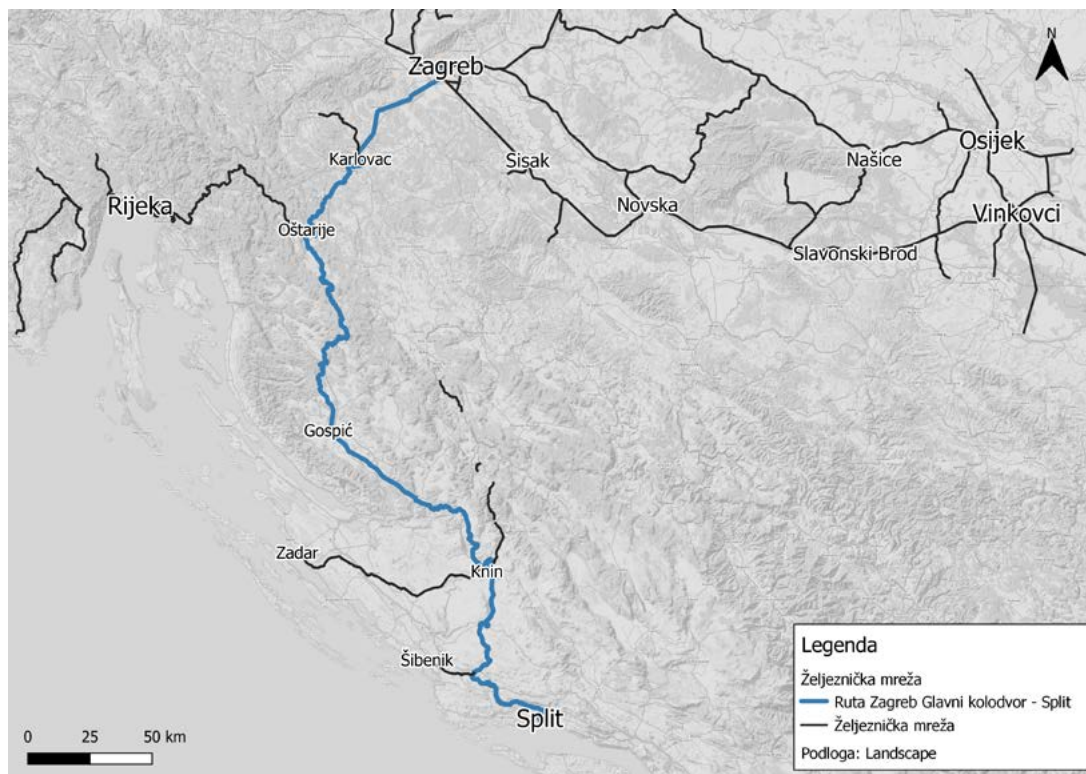 N
Zagreb
Karlovac
Sisak
Našice
Osijek
Rijeka
Oštarije
Novska
Vinkovci
Slavonski Brod
Gospić
Zadar
Knin
Šibenik
Split
Legenda
Željeznička mreža
Ruta Zagreb Glavni kolodvor - Split
Željeznička mreža
Podloga: Landscape
0 25 50 km